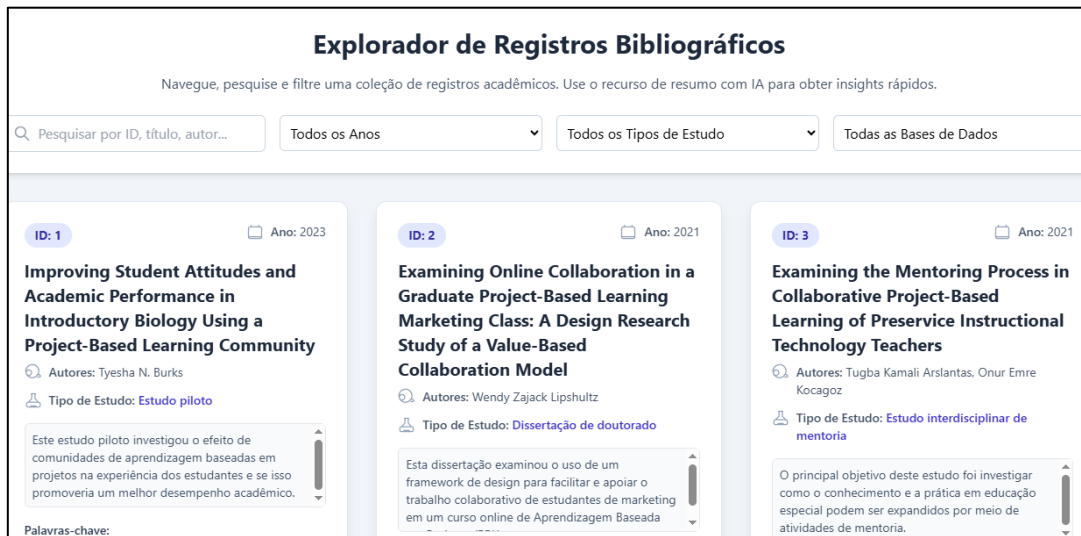 Explorador de Registros Bibliográficos
Navegue, pesquise e filtre uma coleção de registros acadêmicos. Use o recurso de resumo com IA para obter insights rápidos.
Pesquisar por ID, título, autor...
Todos os Anos
Todos os Tipos de Estudo
Todas as Bases de Dados
ID: 1
Ano: 2023
Improving Student Attitudes and
Academic Performance in
Introductory Biology Using a
Project-Based Learning Community
Autores: Tyesha N. Burks
Tipo de Estudo: Estudo piloto
Este estudo piloto investigou o efeito de
comunidades de aprendizagem baseadas em
projetos na experiência dos estudantes e se isso
promoveria um melhor desempenho acadêmico.
Palavras-chave:
ID: 2
Ano: 2021
Examining Online Collaboration in a
Graduate Project-Based Learning
Marketing Class: A Design Research
Study of a Value-Based
Collaboration Model
Autores: Wendy Zajack Lipshultz
Tipo de Estudo: Dissertação de doutorado
Esta dissertação examinou o uso de um
framework de design para facilitar e apoiar o
trabalho colaborativo de estudantes de marketing
em um curso online de Aprendizagem Baseada
ID: 3
Ano: 2021
Examining the Mentoring Process in
Collaborative Project-Based
Learning of Preservice Instructional
Technology Teachers
Autores: Tugba Kamali Arslantas, Onur Emre
Kocagoz
Tipo de Estudo: Estudo interdisciplinar de
mentoria
O principal objetivo deste estudo foi investigar
como o conhecimento e a prática em educação
especial podem ser expandidos por meio de
atividades de mentoria.